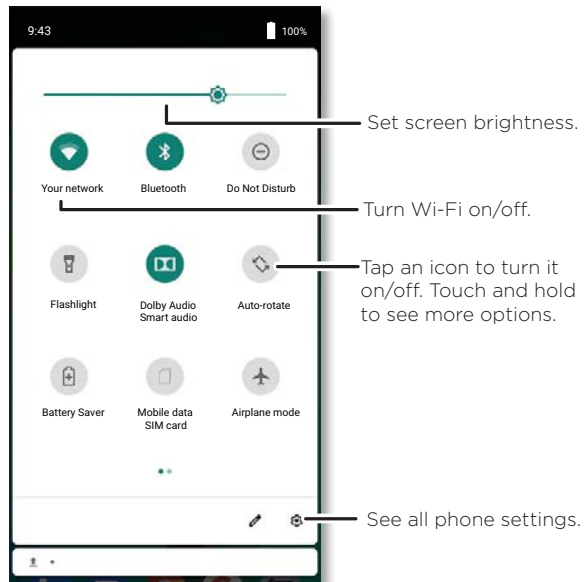 9:43
100%
Set screen brightness.
Your network
Bluetooth
Do Not Disturb
Turn Wi-Fi on/off.
Flashlight
Dolby Audio
Smart audio
Auto-rotate
Tap an icon to turn it
on/off. Touch and hold
to see more options.
Battery Saver
Mobile data
SIM card
Airplane mode
See all phone settings.